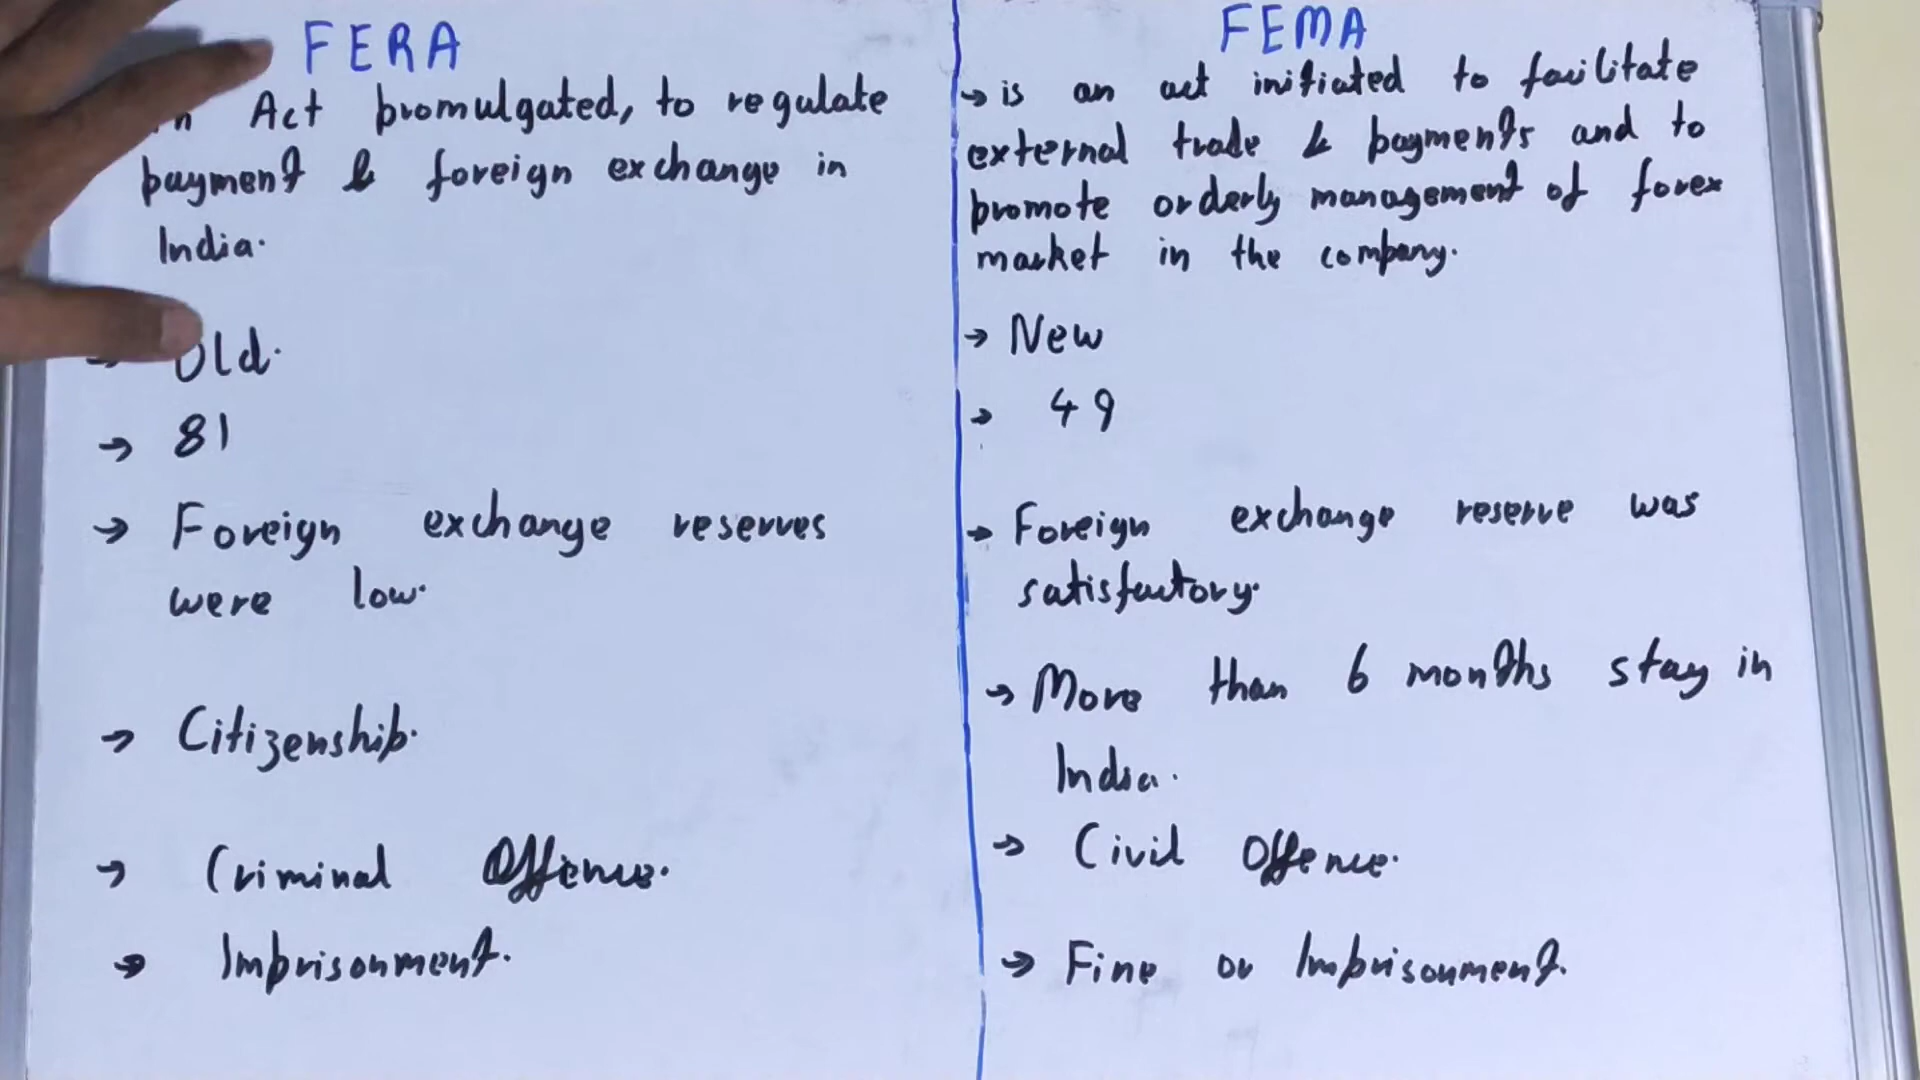 FERA
Act promulgated, to regulate
payment & foreign exchange in
India.
Old.
→ 81
→ Foreign exchange reserves
were low.
→ Citizenship.
→ Criminal Offence.
→ Imprisonment.
FEMA
→ is an act initiated to facilitate
external trade & payments and to
promote orderly management of forex
market in the company.
→ New
→ 49
→ Foreign exchange reserve was
satisfactory.
→ More than 6 months stay in
India.
→ Civil Offence.
→ Fine or Imprisonment.